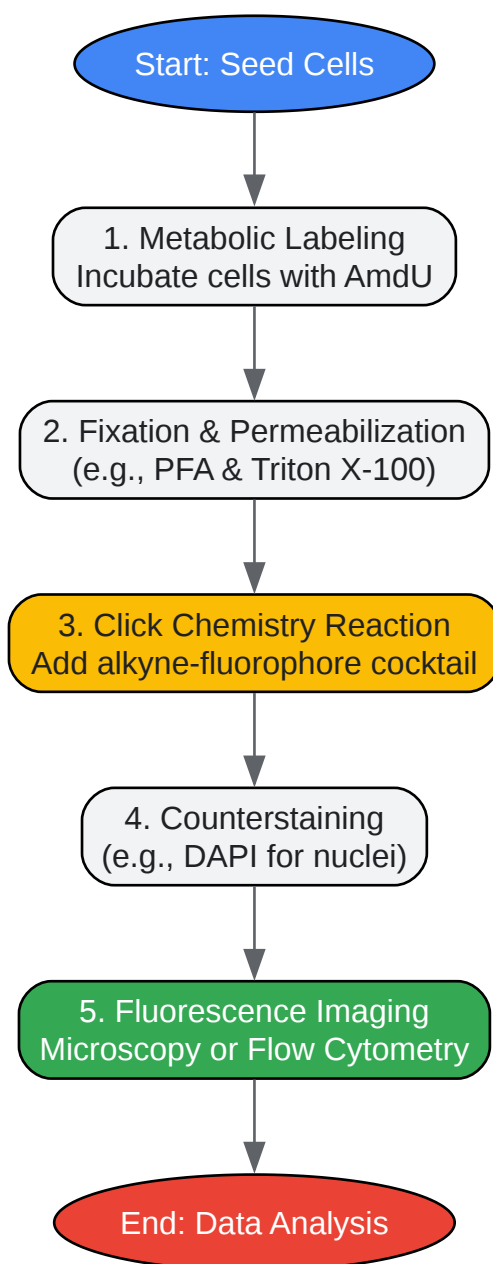 Start: Seed Cells
1. Metabolic Labeling
Incubate cells with AmdU
2. Fixation & Permeabilization
(e.g., PFA & Triton X-100)
3. Click Chemistry Reaction
Add alkyne-fluorophore cocktail
4. Counterstaining
(e.g., DAPI for nuclei)
5. Fluorescence Imaging
Microscopy or Flow Cytometry
End: Data Analysis